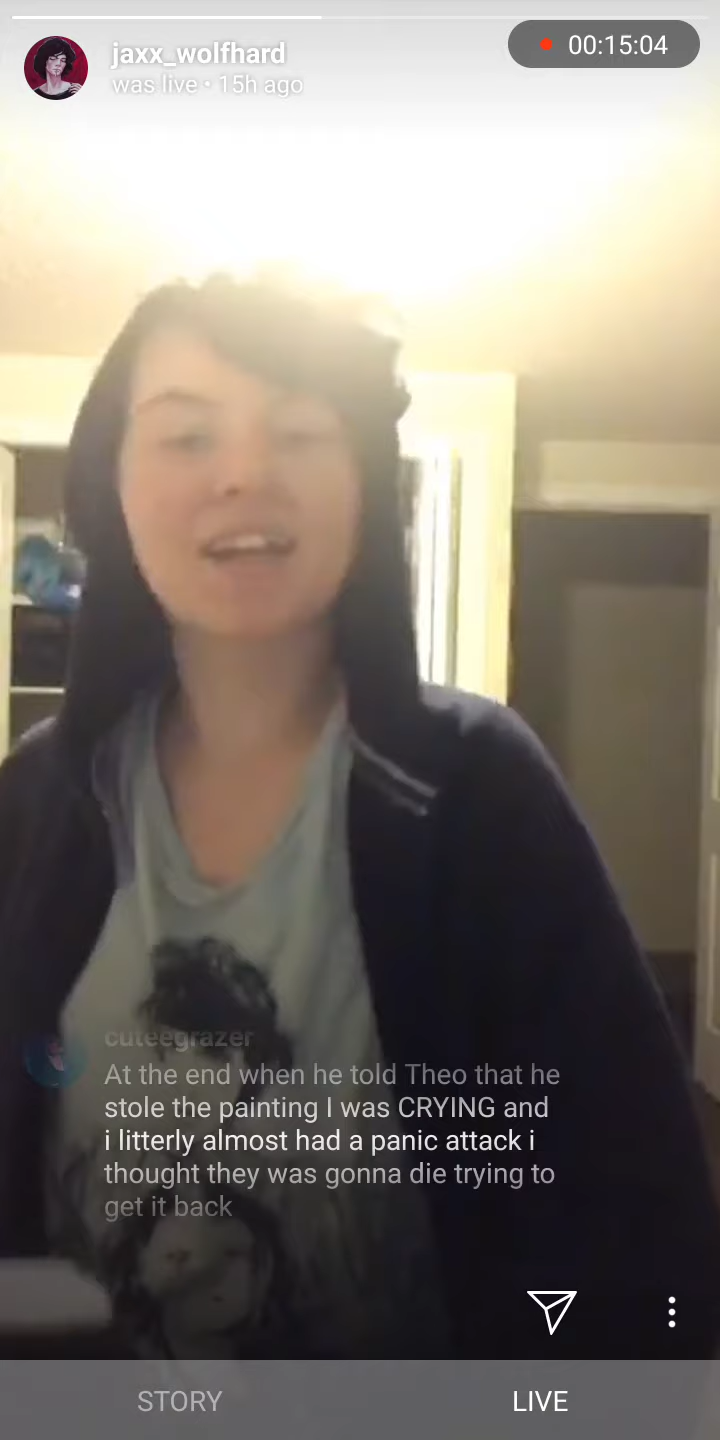 jaxx_wolfhard
was live • 15h ago
00:15:04
cuteegrazer
At the end when he told Theo that he
stole the painting I was CRYING and
i litterly almost had a panic attack i
thought they was gonna die trying to
get it back
STORY
LIVE